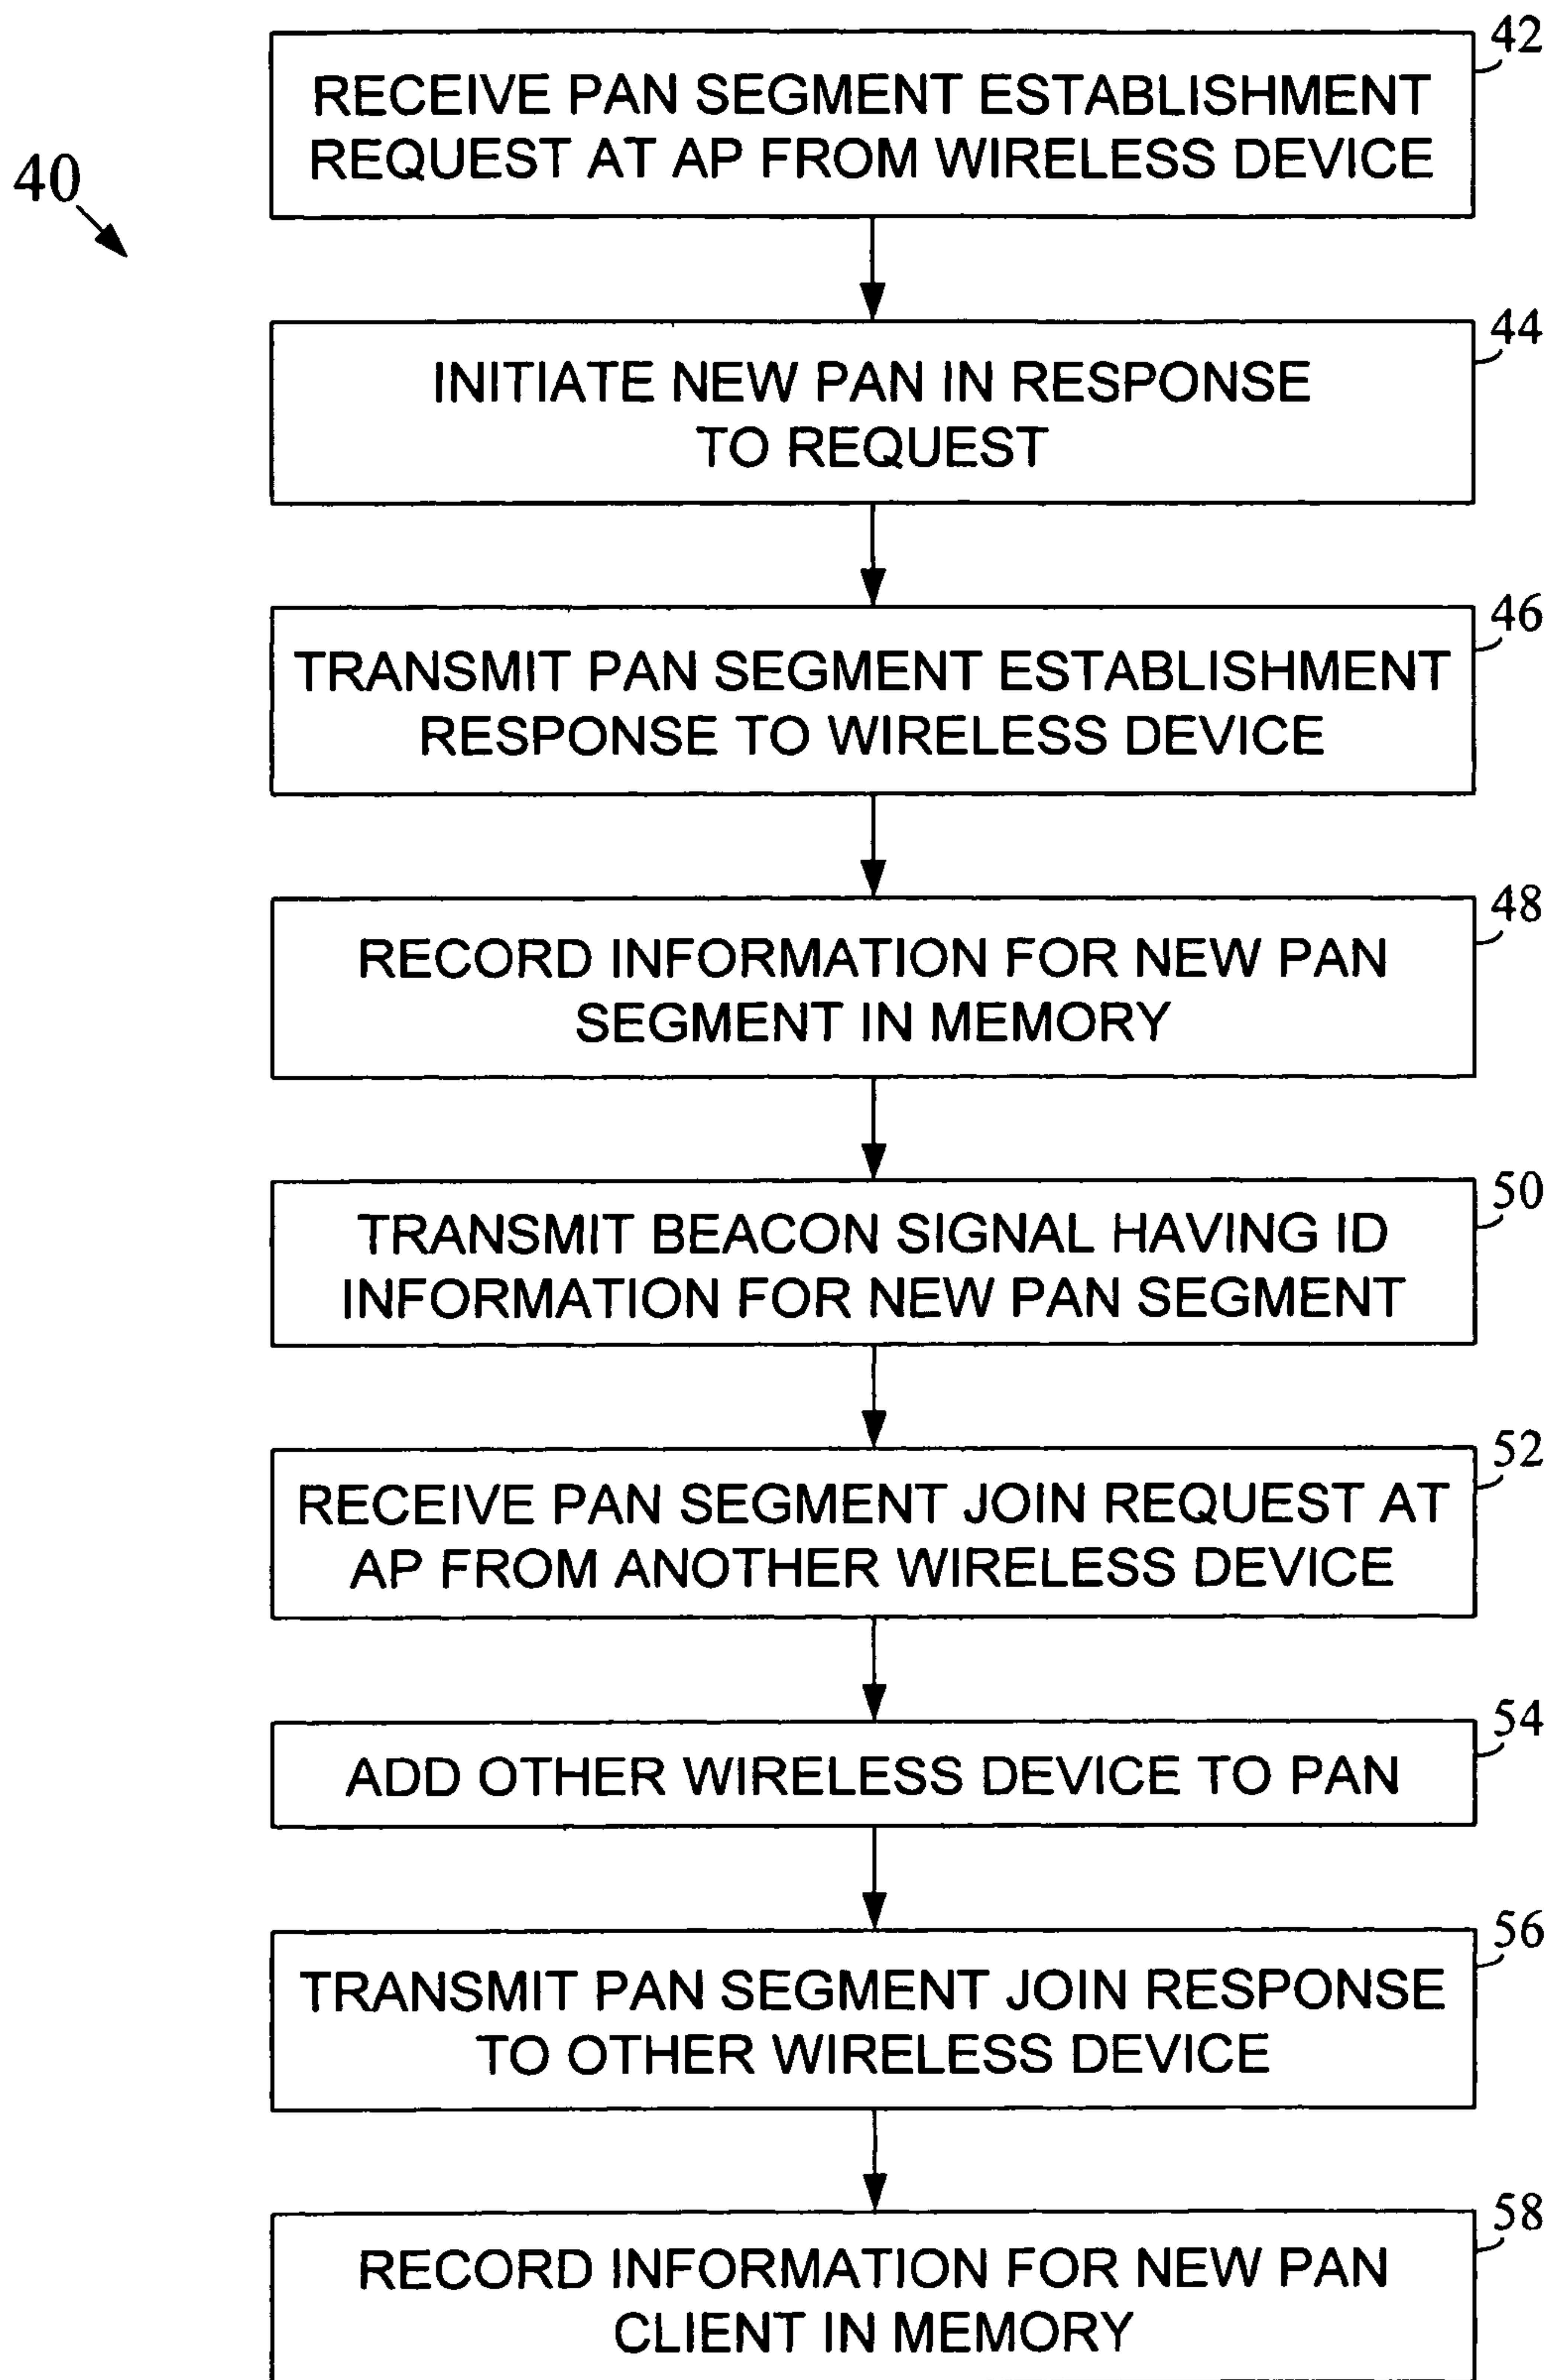 42
RECEIVE PAN SEGMENT ESTABLISHMENT
REQUEST AT AP FROM WIRELESS DEVICE
40
44
INITIATE NEW PAN IN RESPONSE
TO REQUEST
46
TRANSMIT PAN SEGMENT ESTABLISHMENT
RESPONSE TO WIRELESS DEVICE
48
RECORD INFORMATION FOR NEW PAN
SEGMENT IN MEMORY
50
TRANSMIT BEACON SIGNAL HAVING ID
INFORMATION FOR NEW PAN SEGMENT
52
RECEIVE PAN SEGMENT JOIN REQUEST AT
AP FROM ANOTHER WIRELESS DEVICE
54
ADD OTHER WIRELESS DEVICE TO PAN
56
TRANSMIT PAN SEGMENT JOIN RESPONSE
TO OTHER WIRELESS DEVICE
58
RECORD INFORMATION FOR NEW PAN
CLIENT IN MEMORY